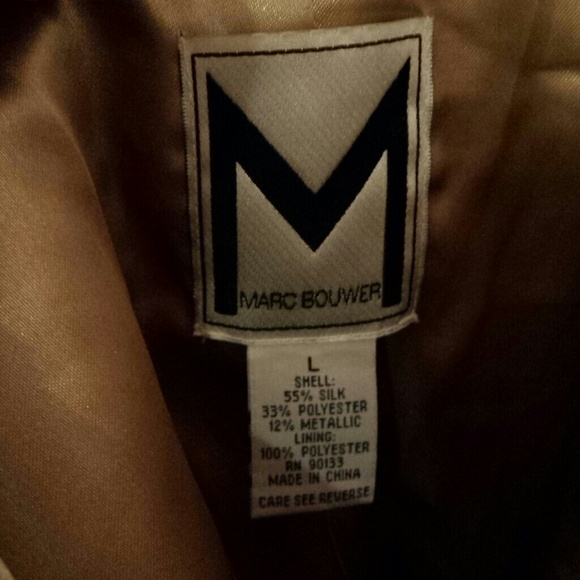 M
MARC BOUWER
L
SHELL:
55% SILK
33% POLYESTER
12% METALLIC
LINING:
100% POLYESTER
RN 90133
MADE IN CHINA
CARE SEE REVERSE